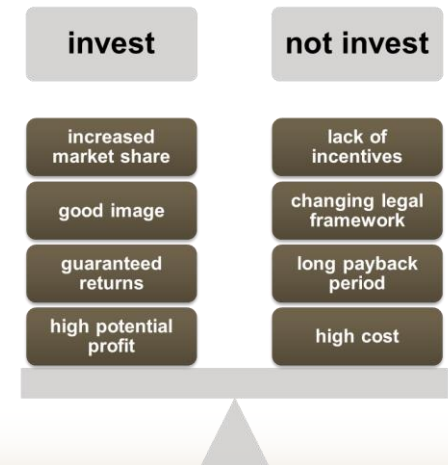 invest
not invest
increased
market share
lack of
incentives
good image
changing legal
framework
guaranteed
returns
long payback
period
high potential
profit
high cost